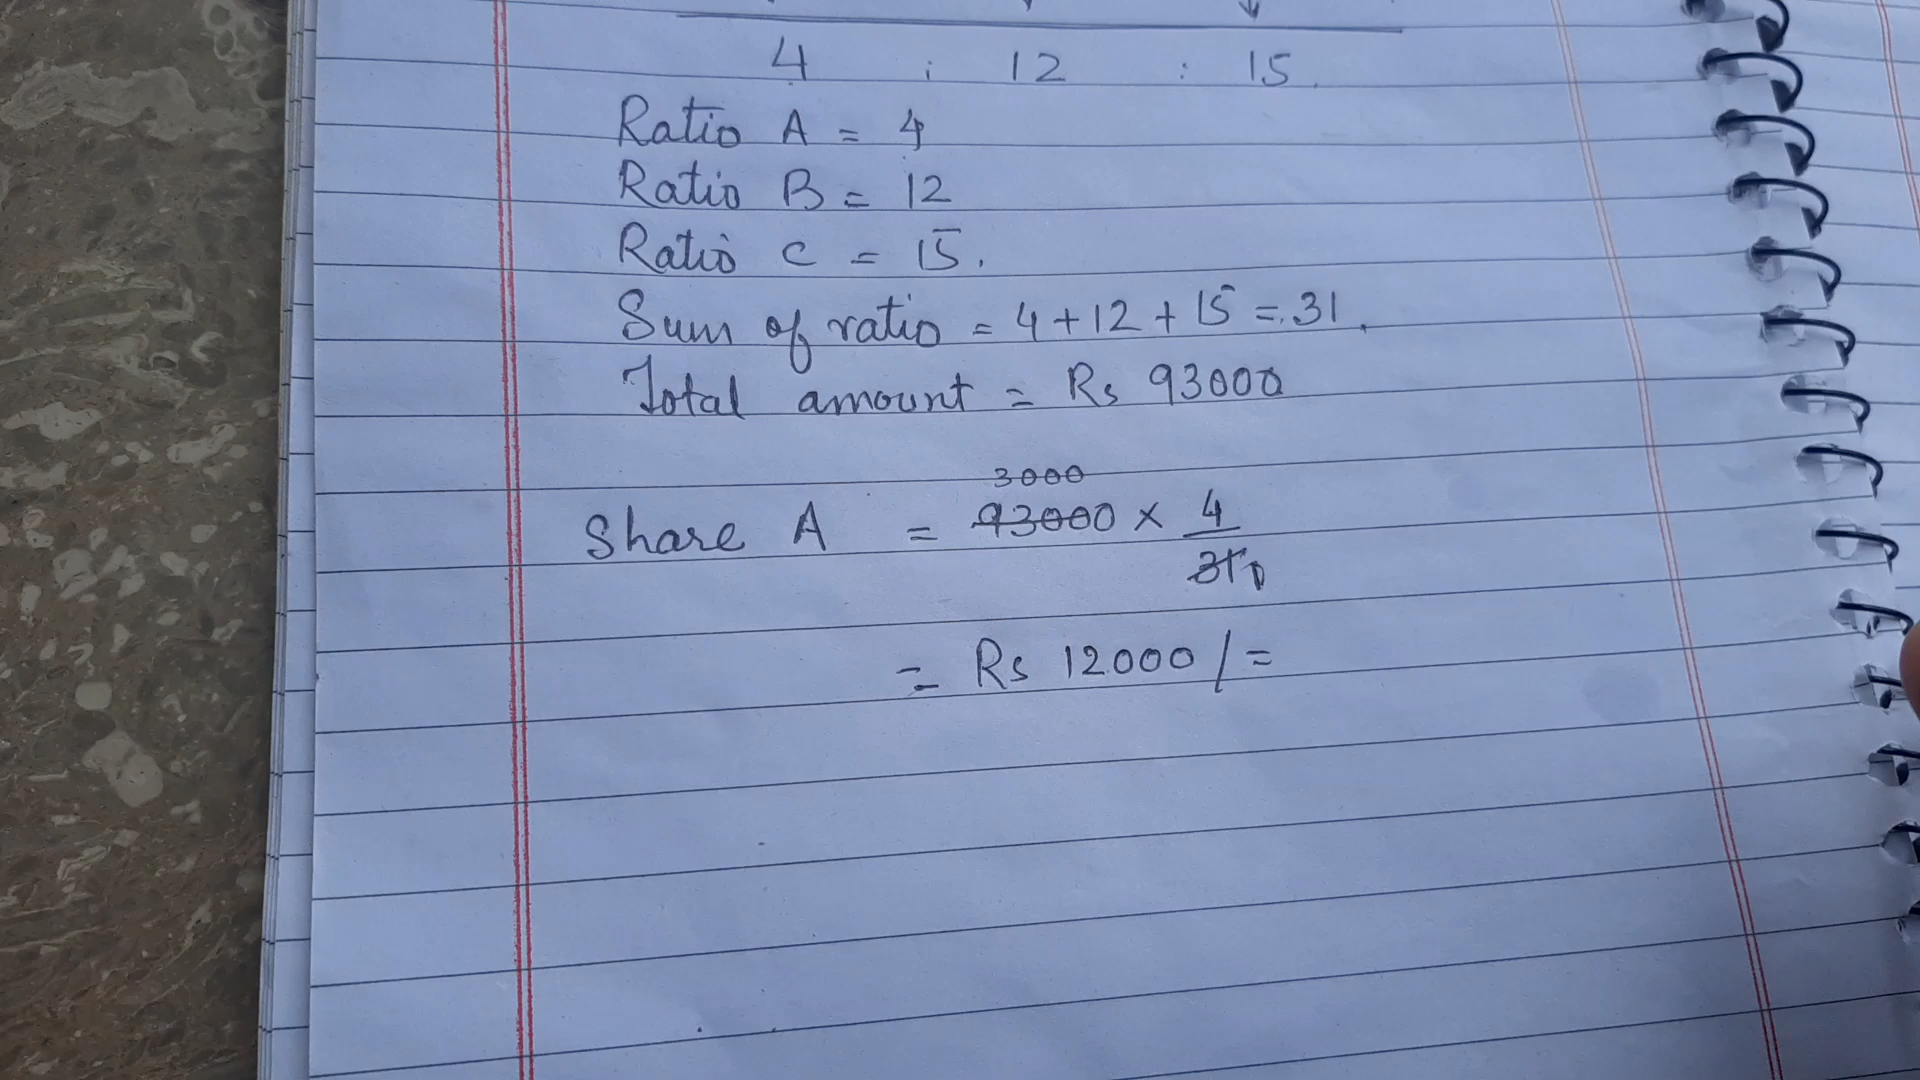 4 : 12 : 15.
Ratio A = 4
Ratio B = 12
Ratio C = 15.
Sum of ratio = 4 + 12 + 15 = 31.
Total amount = Rs 93000
3000
Share A = 93000 × 4
31 1
= Rs 12000/=